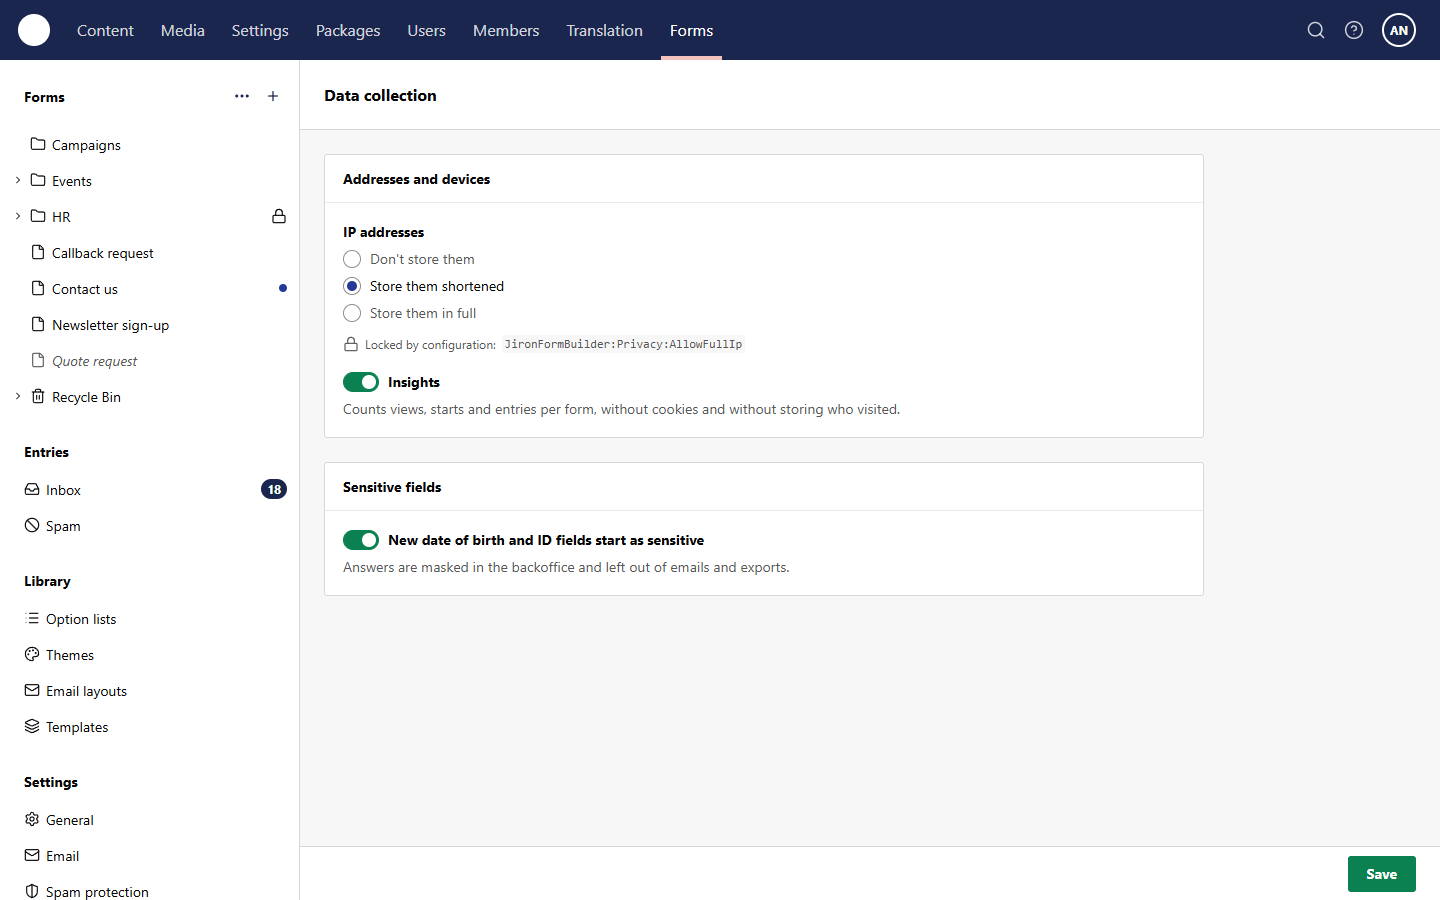 Content Media Settings Packages Users Members Translation Forms AN
Forms
Campaigns
Events
HR
Callback request
Contact us
Newsletter sign-up
Quote request
Recycle Bin
Entries
Inbox 18
Spam
Library
Option lists
Themes
Email layouts
Templates
Settings
General
Email
Spam protection
Data collection
Addresses and devices
IP addresses
Don't store them
Store them shortened
Store them in full
Locked by configuration: JironFormBuilder:Privacy:AllowFullIp
Insights
Counts views, starts and entries per form, without cookies and without storing who visited.
Sensitive fields
New date of birth and ID fields start as sensitive
Answers are masked in the backoffice and left out of emails and exports.
Save